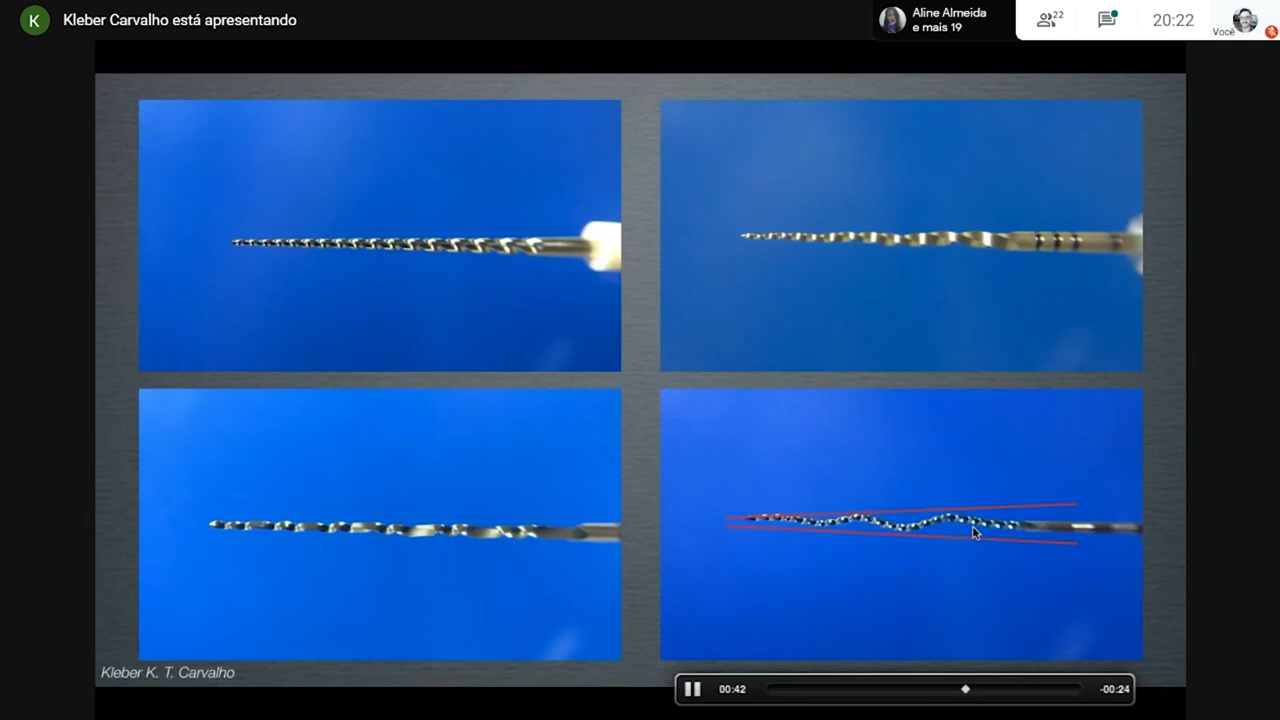 K
Kleber Carvalho está apresentando
Aline Almeida
e mais 19
22
20:22
Você
Kleber K. T. Carvalho
00:42
-00:24